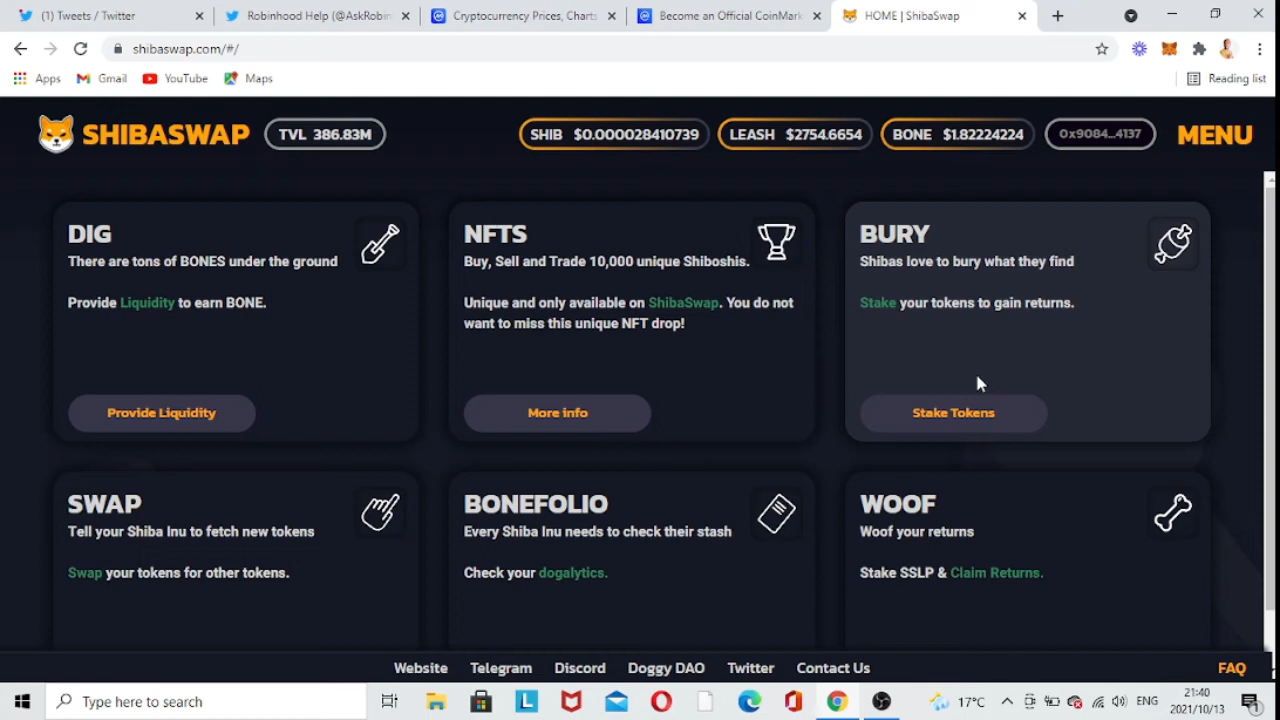 (1) Tweets / Twitter
Robinhood Help (@AskRobin
Cryptocurrency Prices, Charts
Become an Official CoinMark
HOME | ShibaSwap
shibaswap.com/#/
Apps
Gmail
YouTube
Maps
Reading list
SHIBASWAP
TVL 386.83M
SHIB $0.000028410739
LEASH $2754.6654
BONE $1.82224224
0x9084_4137
MENU
DIG
There are tons of BONES under the ground
Provide Liquidity to earn BONE.
Provide Liquidity
NFTS
Buy, Sell and Trade 10,000 unique Shiboshis.
Unique and only available on ShibaSwap. You do not
want to miss this unique NFT drop!
More info
BURY
Shibas love to bury what they find
Stake your tokens to gain returns.
Stake Tokens
SWAP
Tell your Shiba Inu to fetch new tokens
Swap your tokens for other tokens.
BONEFOLIO
Every Shiba Inu needs to check their stash
Check your dogalytics.
WOOF
Woof your returns
Stake SSLP & Claim Returns.
Website
Telegram
Discord
Doggy DAO
Twitter
Contact Us
FAQ
Type here to search
L
17°C
ENG
21:40
2021/10/13
1